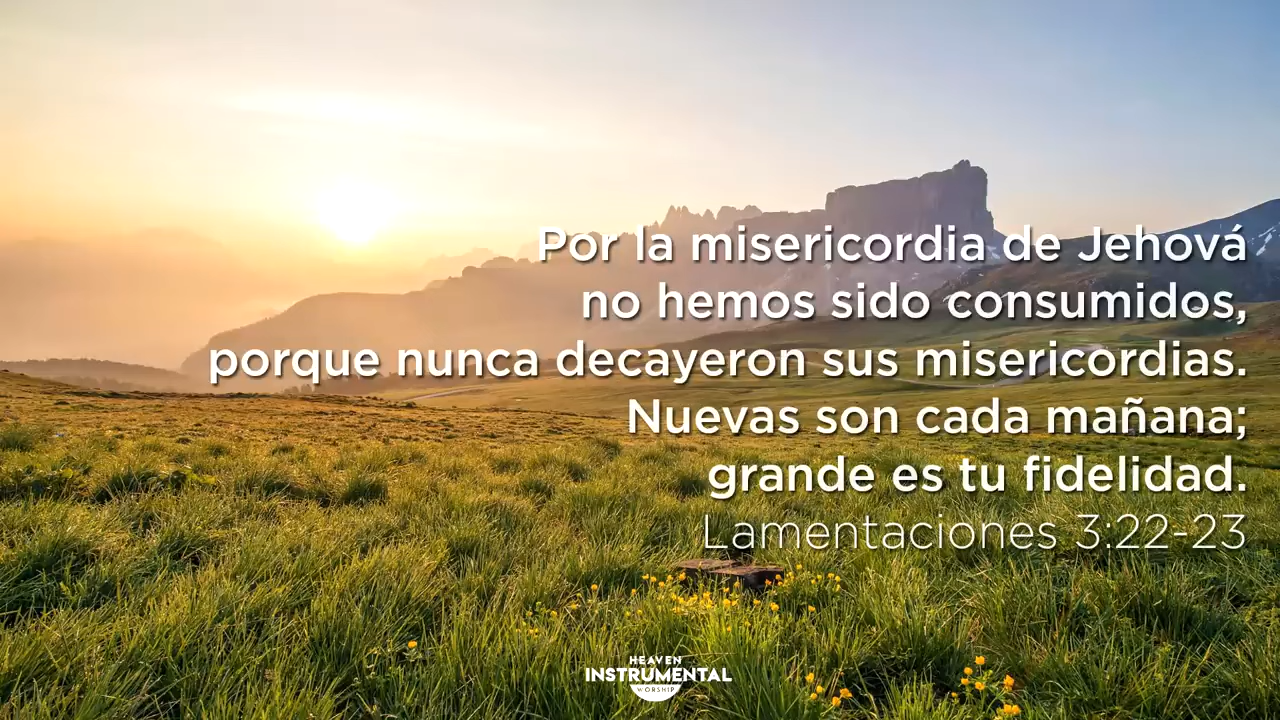 Por la misericordia de Jehová
no hemos sido consumidos,
porque nunca decayeron sus misericordias.
Nuevas son cada mañana;
grande es tu fidelidad.
Lamentaciones 3:22-23
HEAVEN
INSTRUMENTAL
WORSHIP